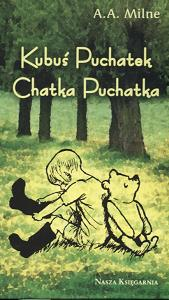 A.A. Milne
Kubuś Puchatek
Chatka Puchatka
NASZA KSIĘGARNIA